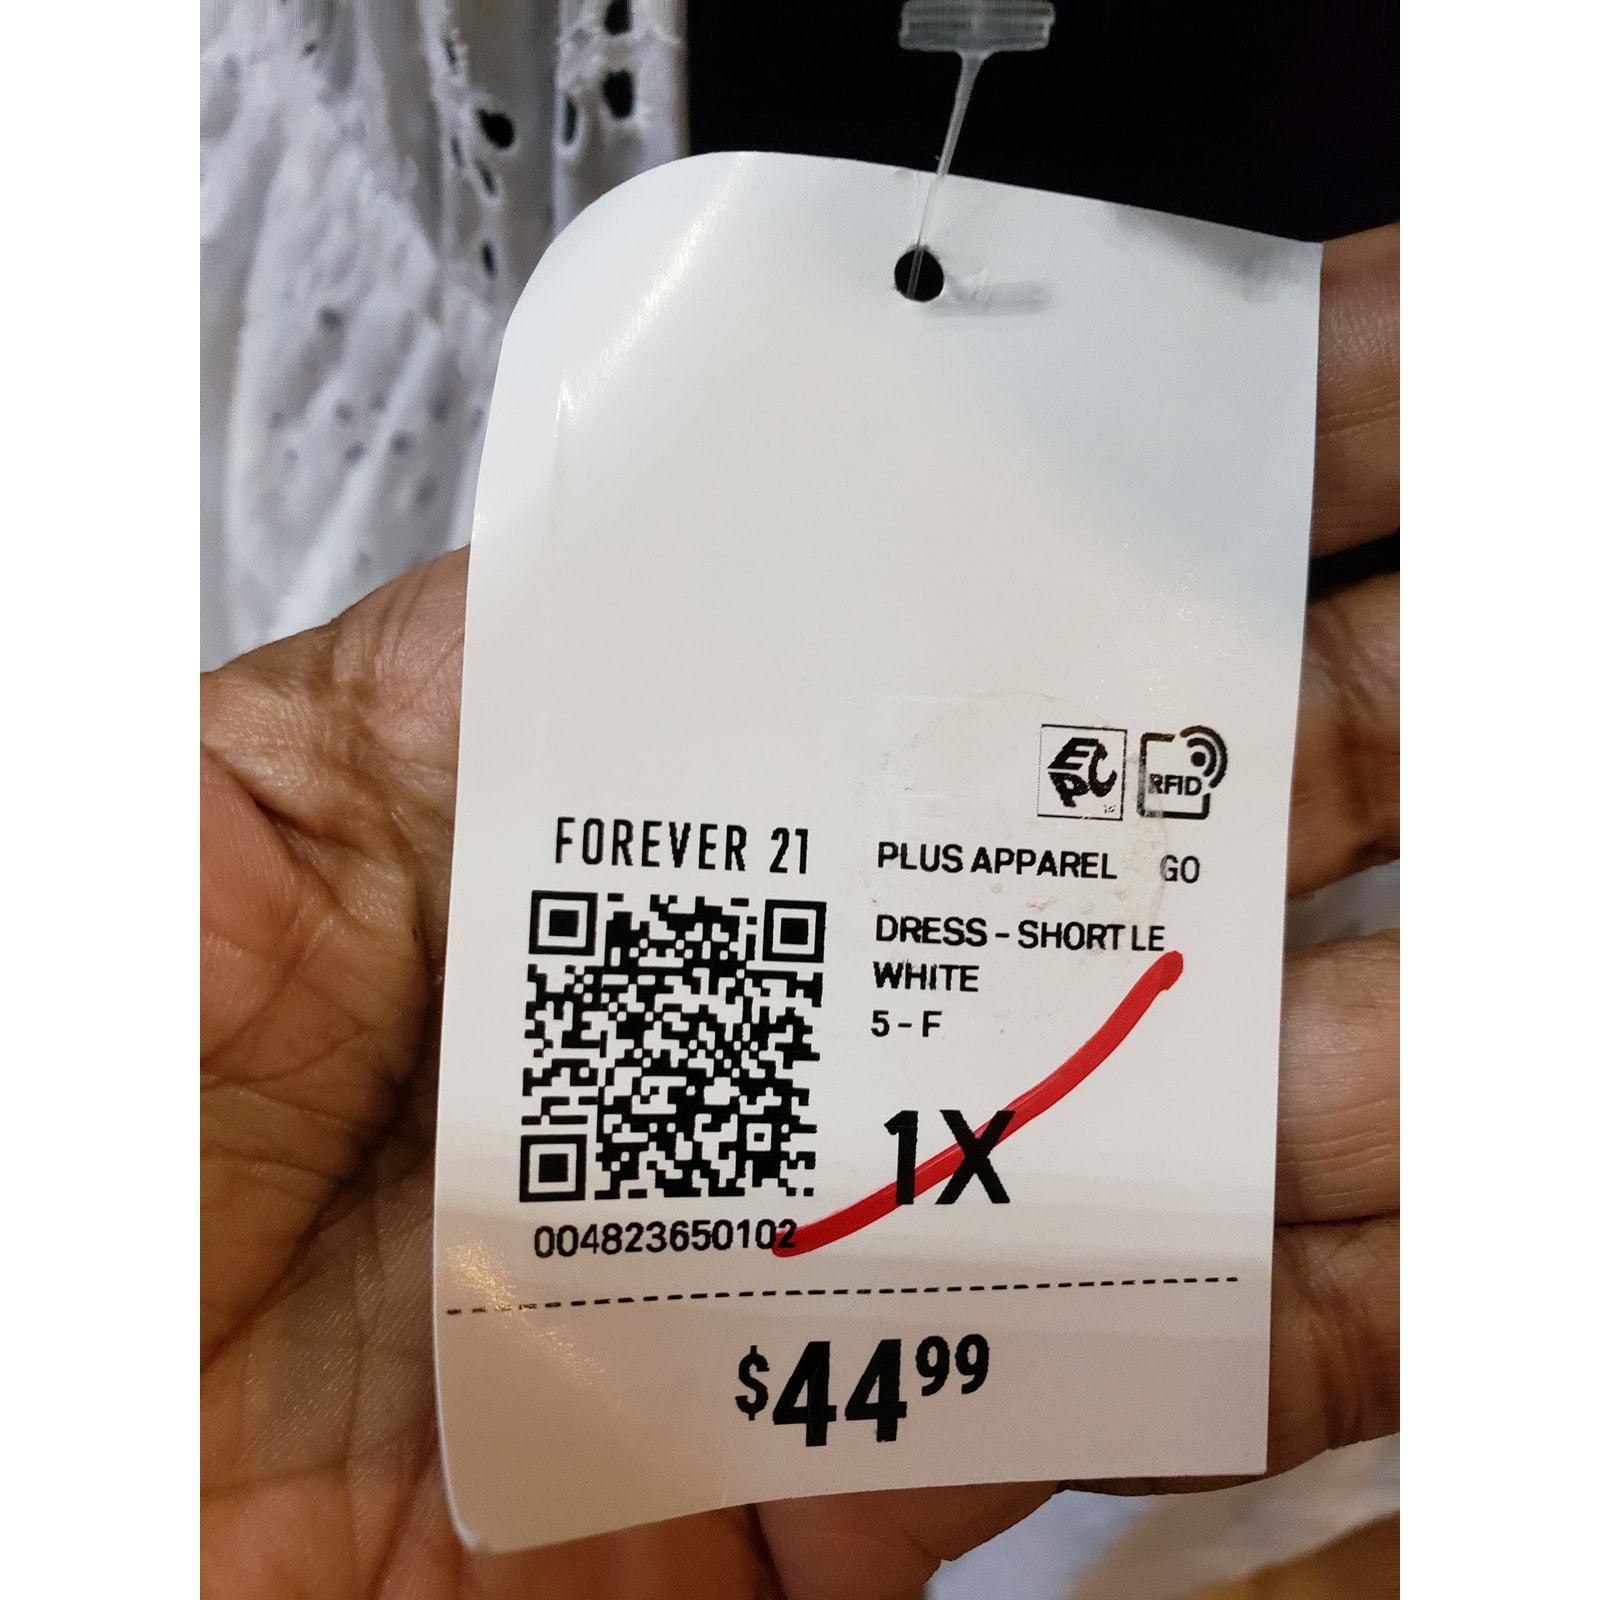 EPC
RFID
FOREVER 21
PLUS APPAREL GO
DRESS - SHORT LE
WHITE
5 - F
1X
004823650102
$44.99